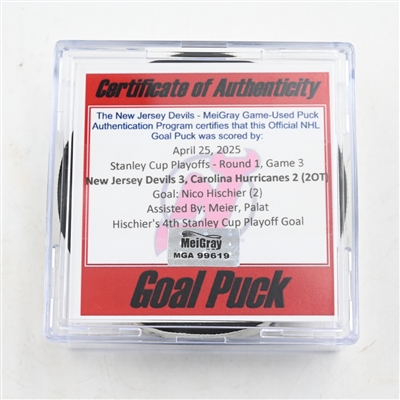 Certificate of Authenticity
The New Jersey Devils - MeiGray Game-Used Puck
Authentication Program certifies that this Official NHL
Goal Puck was scored by:
April 25, 2025
Stanley Cup Playoffs - Round 1, Game 3
New Jersey Devils 3, Carolina Hurricanes 2 (2OT)
Goal: Nico Hischier (2)
Assisted By: Meier, Palat
Hischier's 4th Stanley Cup Playoff Goal
MeiGray
MGA 99619
Goal Puck